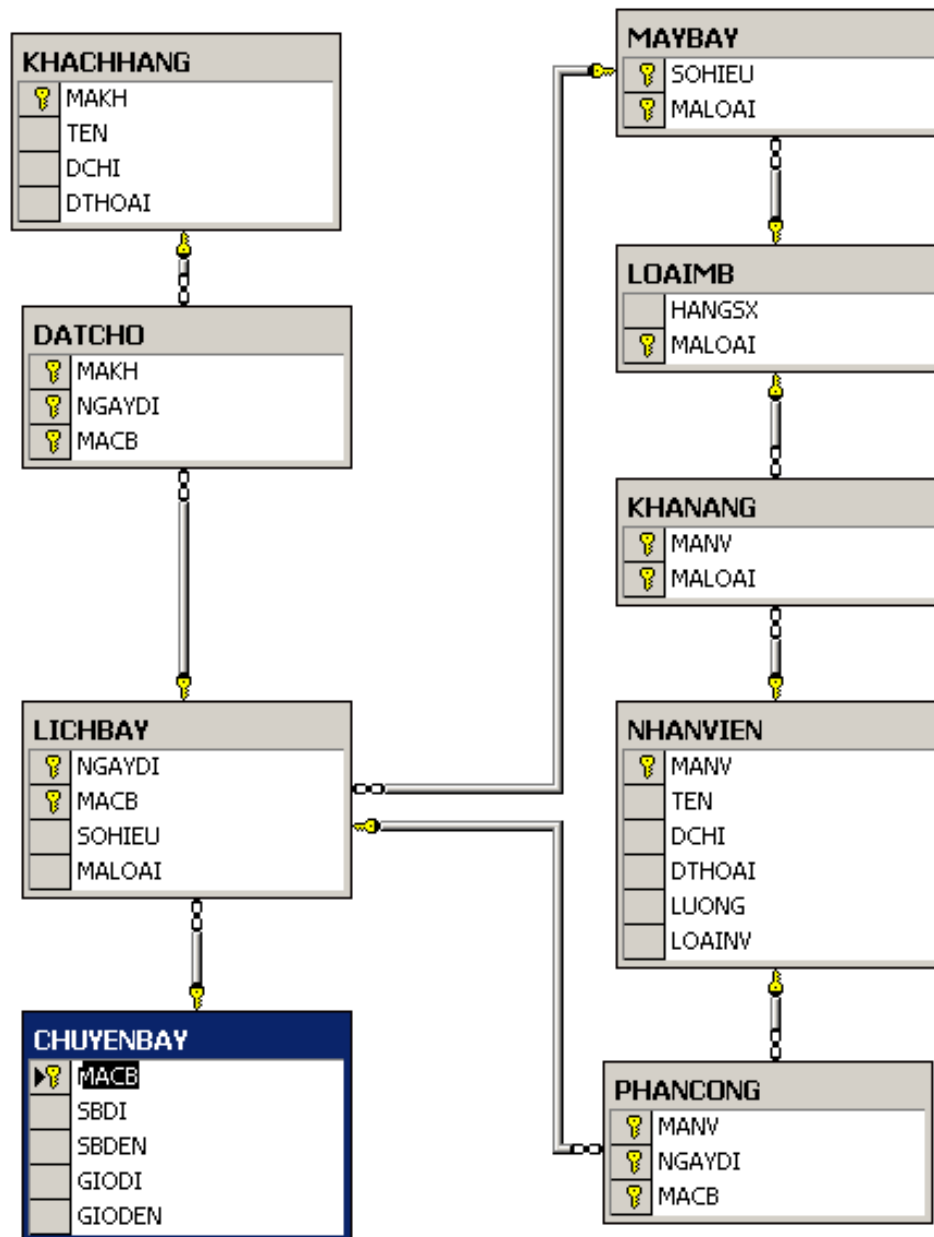 KHACHHANG
MAKH
TEN
DCHI
DTHOAI
DATCHO
MAKH
NGAYDI
MACB
LICHBAY
NGAYDI
MACB
SOHIEU
MALOAI
CHUYENBAY
MACB
SBDI
SBDEN
GIODI
GIODEN
MAYBAY
SOHIEU
MALOAI
LOAIMB
HANGSX
MALOAI
KHANANG
MANV
MALOAI
NHANVIEN
MANV
TEN
DCHI
DTHOAI
LUONG
LOAINV
PHANCONG
MANV
NGAYDI
MACB